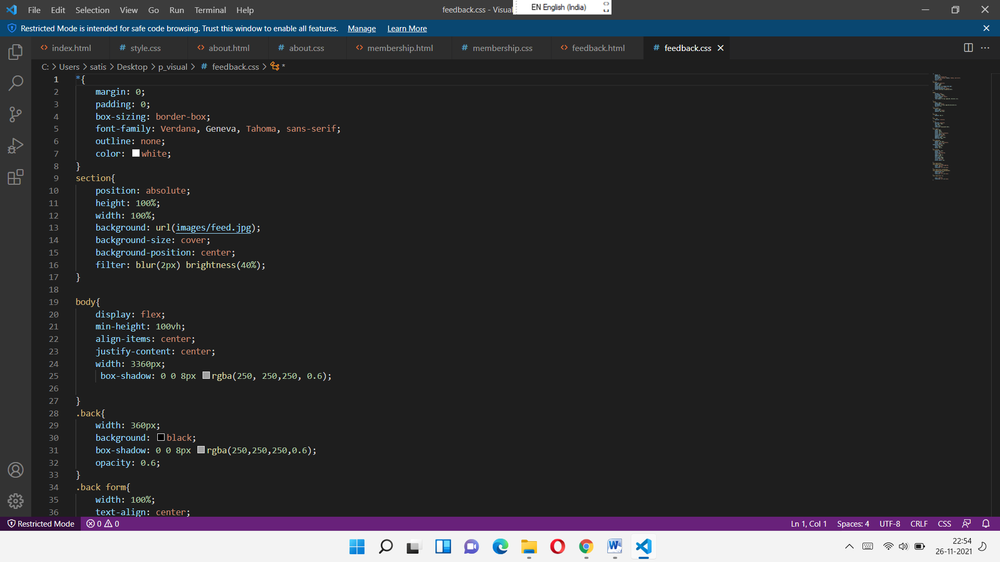 File Edit Selection View Go Run Terminal Help
feedback.css - Visual
EN English (India)
Restricted Mode is intended for safe code browsing. Trust this window to enable all features. Manage Learn More
index.html # style.css about.html # about.css membership.html # membership.css feedback.html # feedback.css
C: > Users > satis > Desktop > p_visual > # feedback.css > *
1 *{
2 margin: 0;
3 padding: 0;
4 box-sizing: border-box;
5 font-family: Verdana, Geneva, Tahoma, sans-serif;
6 outline: none;
7 color: white;
8 }
9 section{
10 position: absolute;
11 height: 100%;
12 width: 100%;
13 background: url(images/feed.jpg);
14 background-size: cover;
15 background-position: center;
16 filter: blur(2px) brightness(40%);
17 }
18
19 body{
20 display: flex;
21 min-height: 100vh;
22 align-items: center;
23 justify-content: center;
24 width: 3360px;
25 box-shadow: 0 0 8px rgba(250, 250,250, 0.6);
26
27 }
28 .back{
29 width: 360px;
30 background: black;
31 box-shadow: 0 0 8px rgba(250,250,250,0.6);
32 opacity: 0.6;
33 }
34 .back form{
35 width: 100%;
36 text-align: center;
Restricted Mode 0 0 Ln 1, Col 1 Spaces: 4 UTF-8 CRLF CSS
22:54
26-11-2021